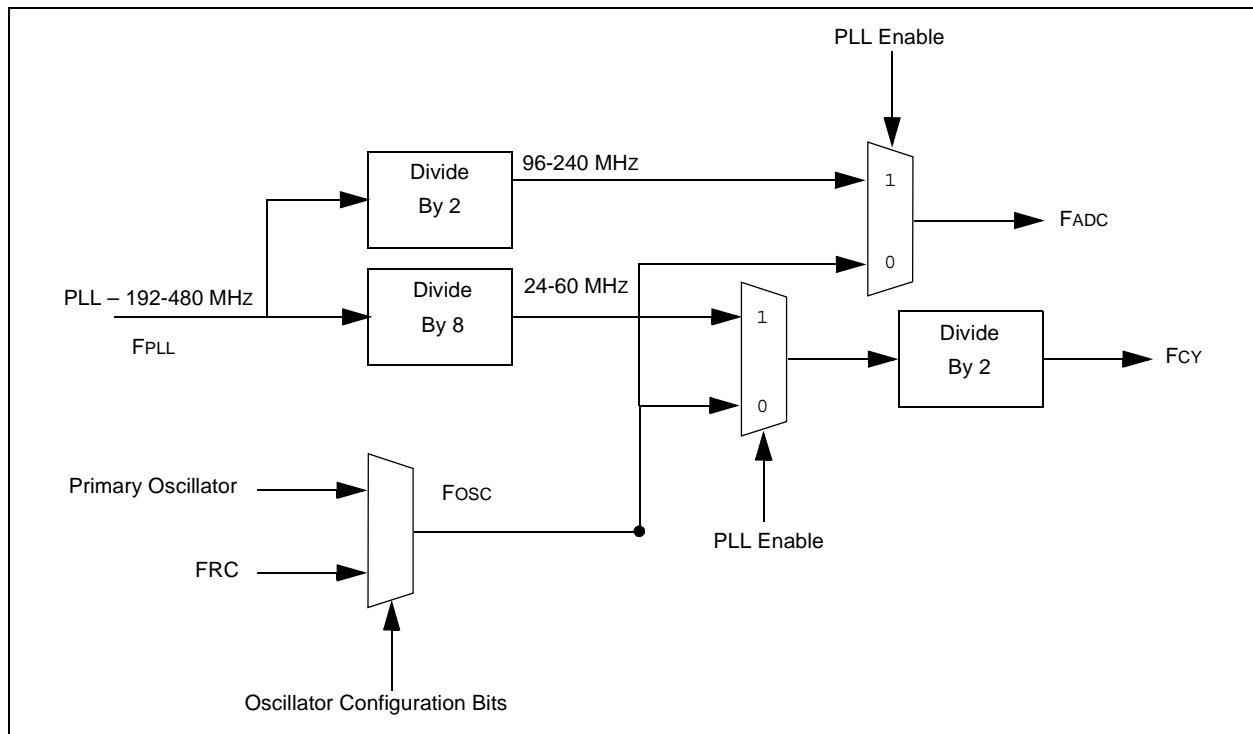 PLL Enable
Divide
By 2
96-240 MHz
1
FADC
0
PLL – 192-480 MHz
FPLL
Divide
By 8
24-60 MHz
1
0
Divide
By 2
FCY
Primary Oscillator
FOSC
FRC
PLL Enable
Oscillator Configuration Bits